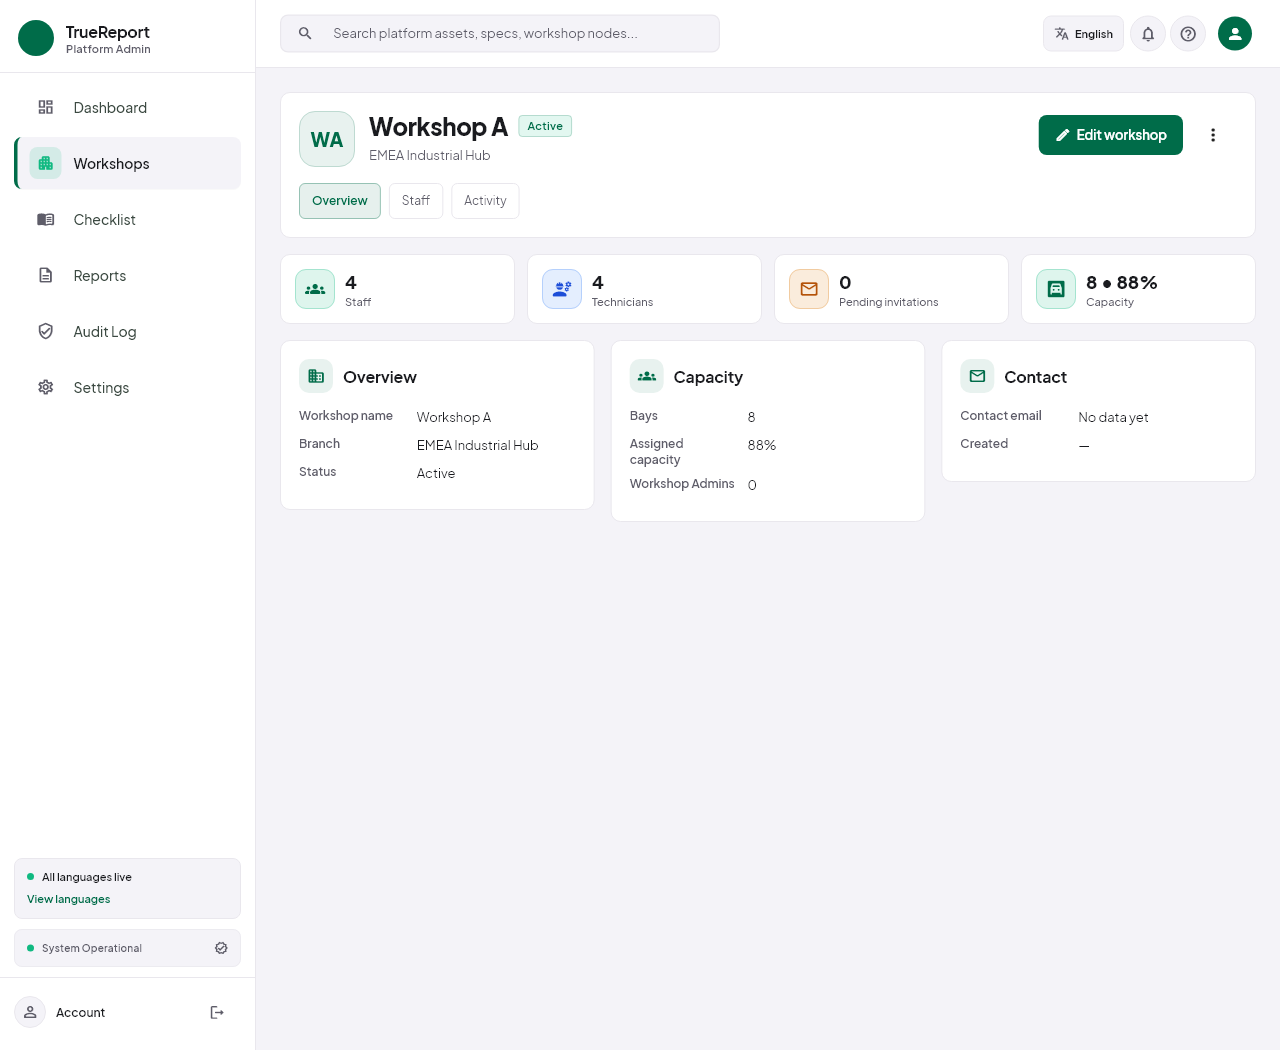 TrueReport
Platform Admin
Search platform assets, specs, workshop nodes...
English
Dashboard
Workshops
Checklist
Reports
Audit Log
Settings
All languages live
View languages
System Operational
Account
WA
Workshop A
Active
EMEA Industrial Hub
Edit workshop
Overview
Staff
Activity
4
Staff
4
Technicians
0
Pending invitations
8 • 88%
Capacity
Overview
Workshop name Workshop A
Branch EMEA Industrial Hub
Status Active
Capacity
Bays 8
Assigned capacity 88%
Workshop Admins 0
Contact
Contact email No data yet
Created —